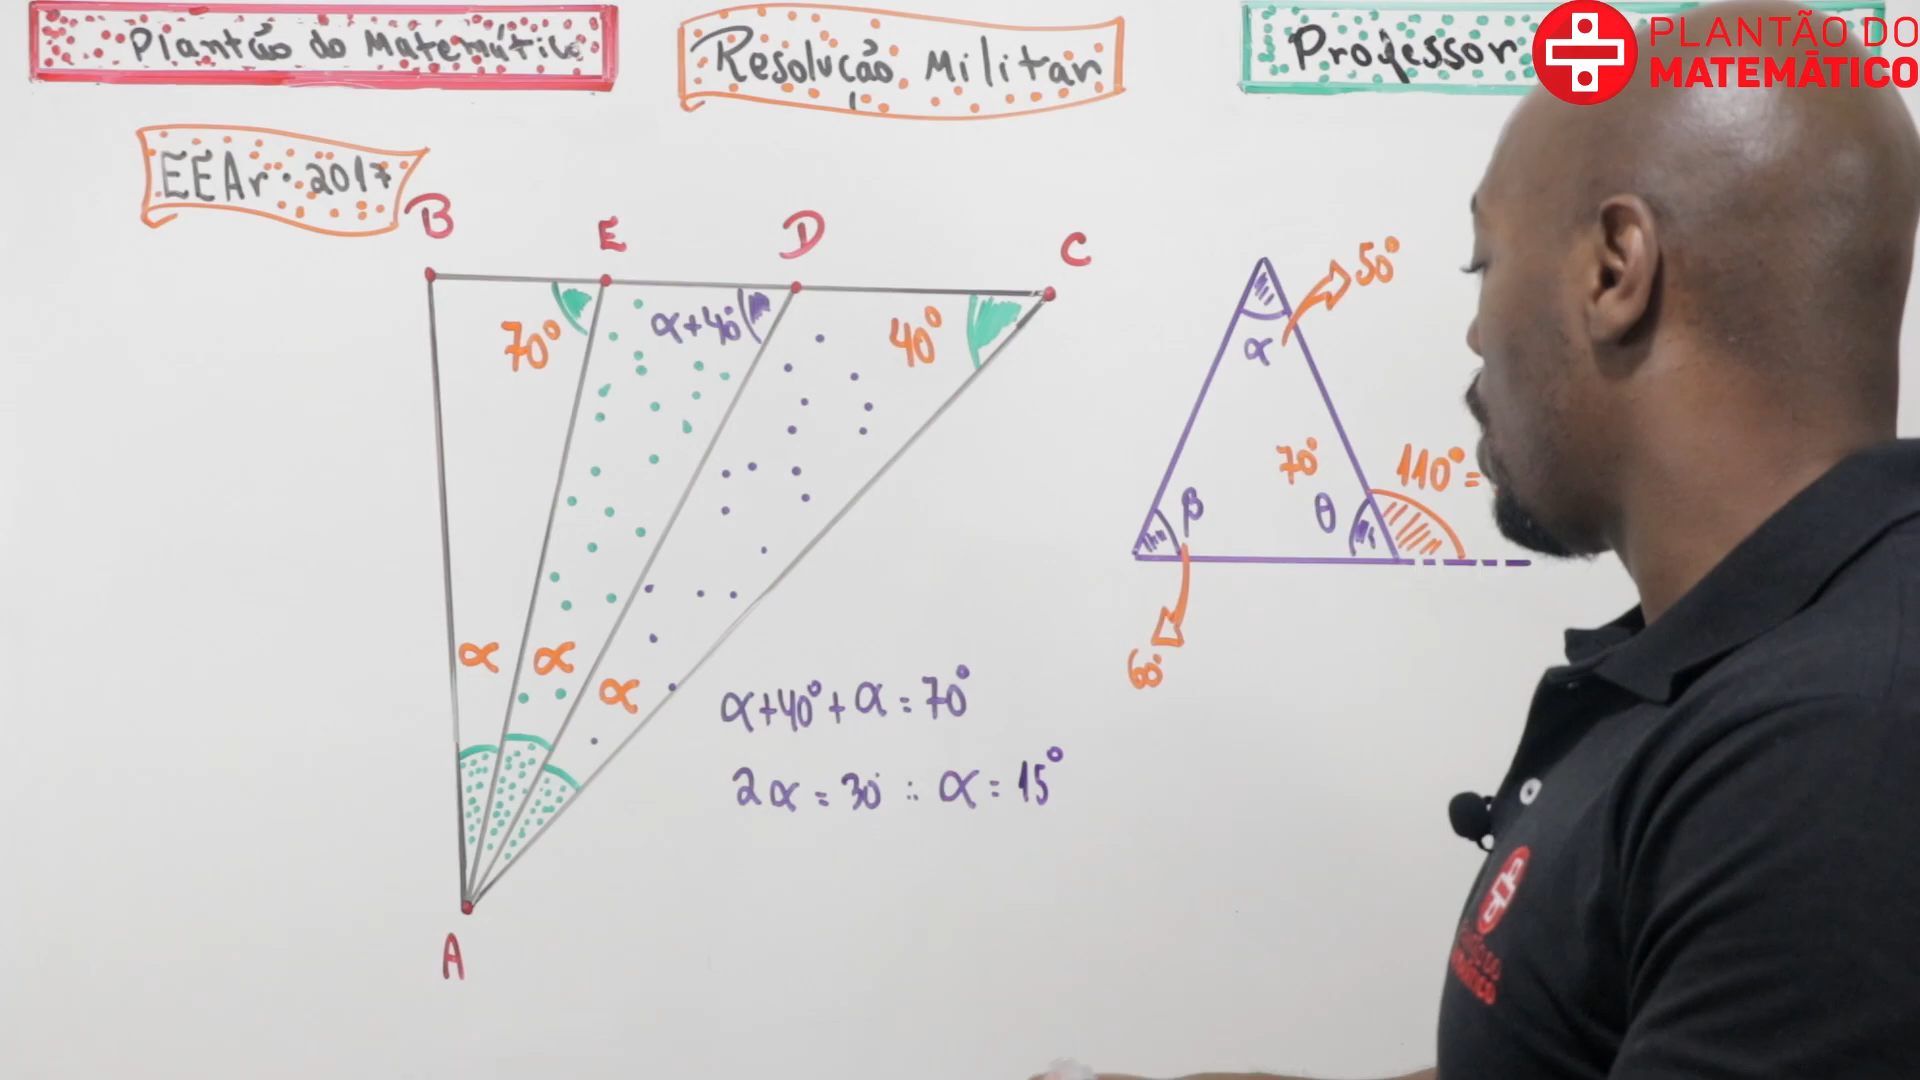 Plantão do Matemático
Resolução Militar
Professor
PLANTÃO DO
MATEMÁTICO
EEAr · 2017
B
E
D
C
70°
α+40°
40°
α
α
α
A
α+40°+α=70°
2α=30° ∴ α=15°
50°
α
70°
110°=
β
θ
60°